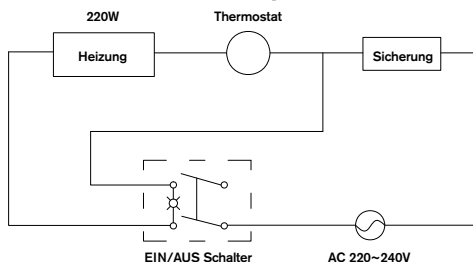 220W
Thermostat
Heizung
Sicherung
EIN/AUS Schalter
AC 220~240V